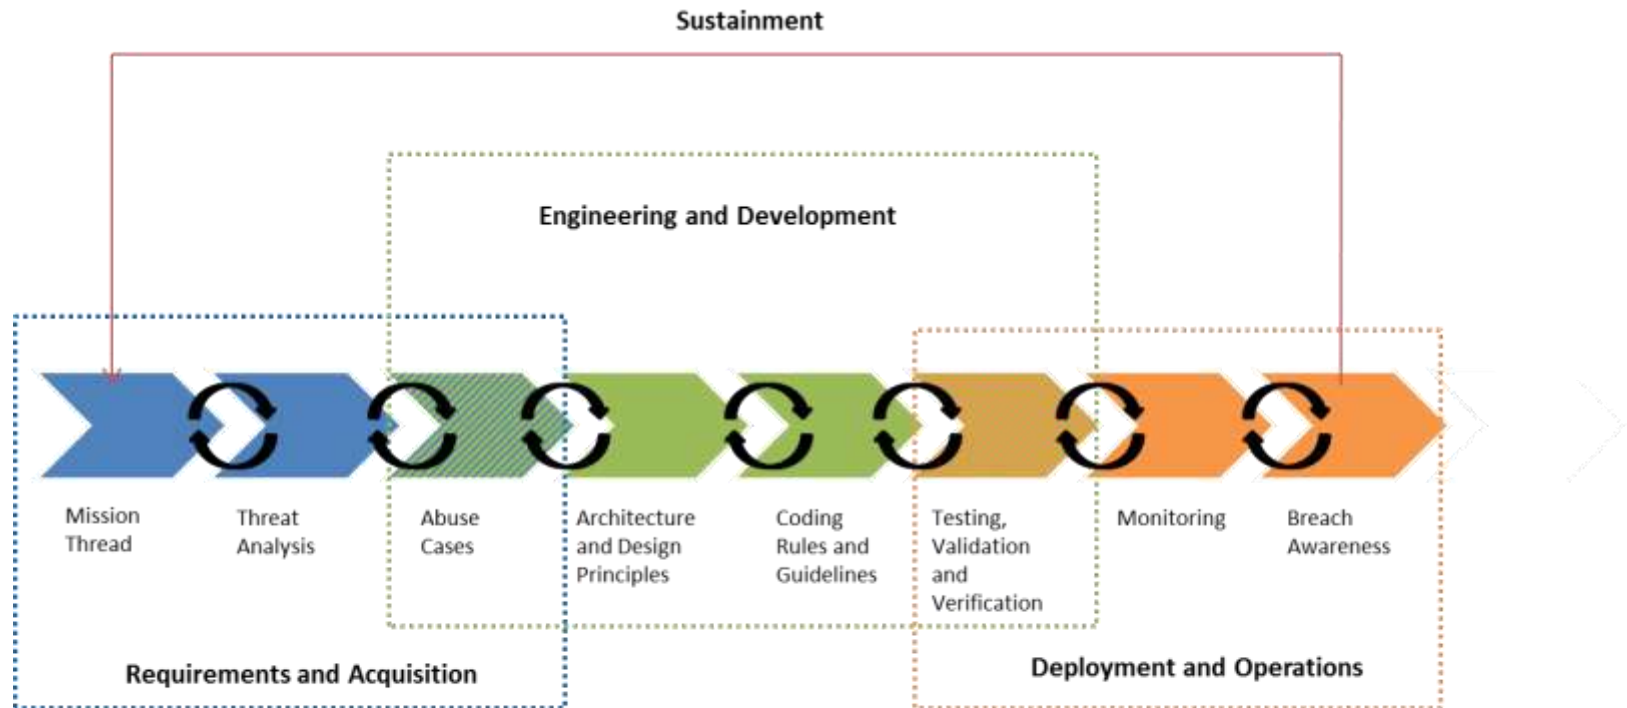 Sustainment
Engineering and Development
Mission
Thread
Threat
Analysis
Abuse
Cases
Architecture
and Design
Principles
Coding
Rules and
Guidelines
Testing,
Validation
and
Verification
Monitoring
Breach
Awareness
Requirements and Acquisition
Deployment and Operations